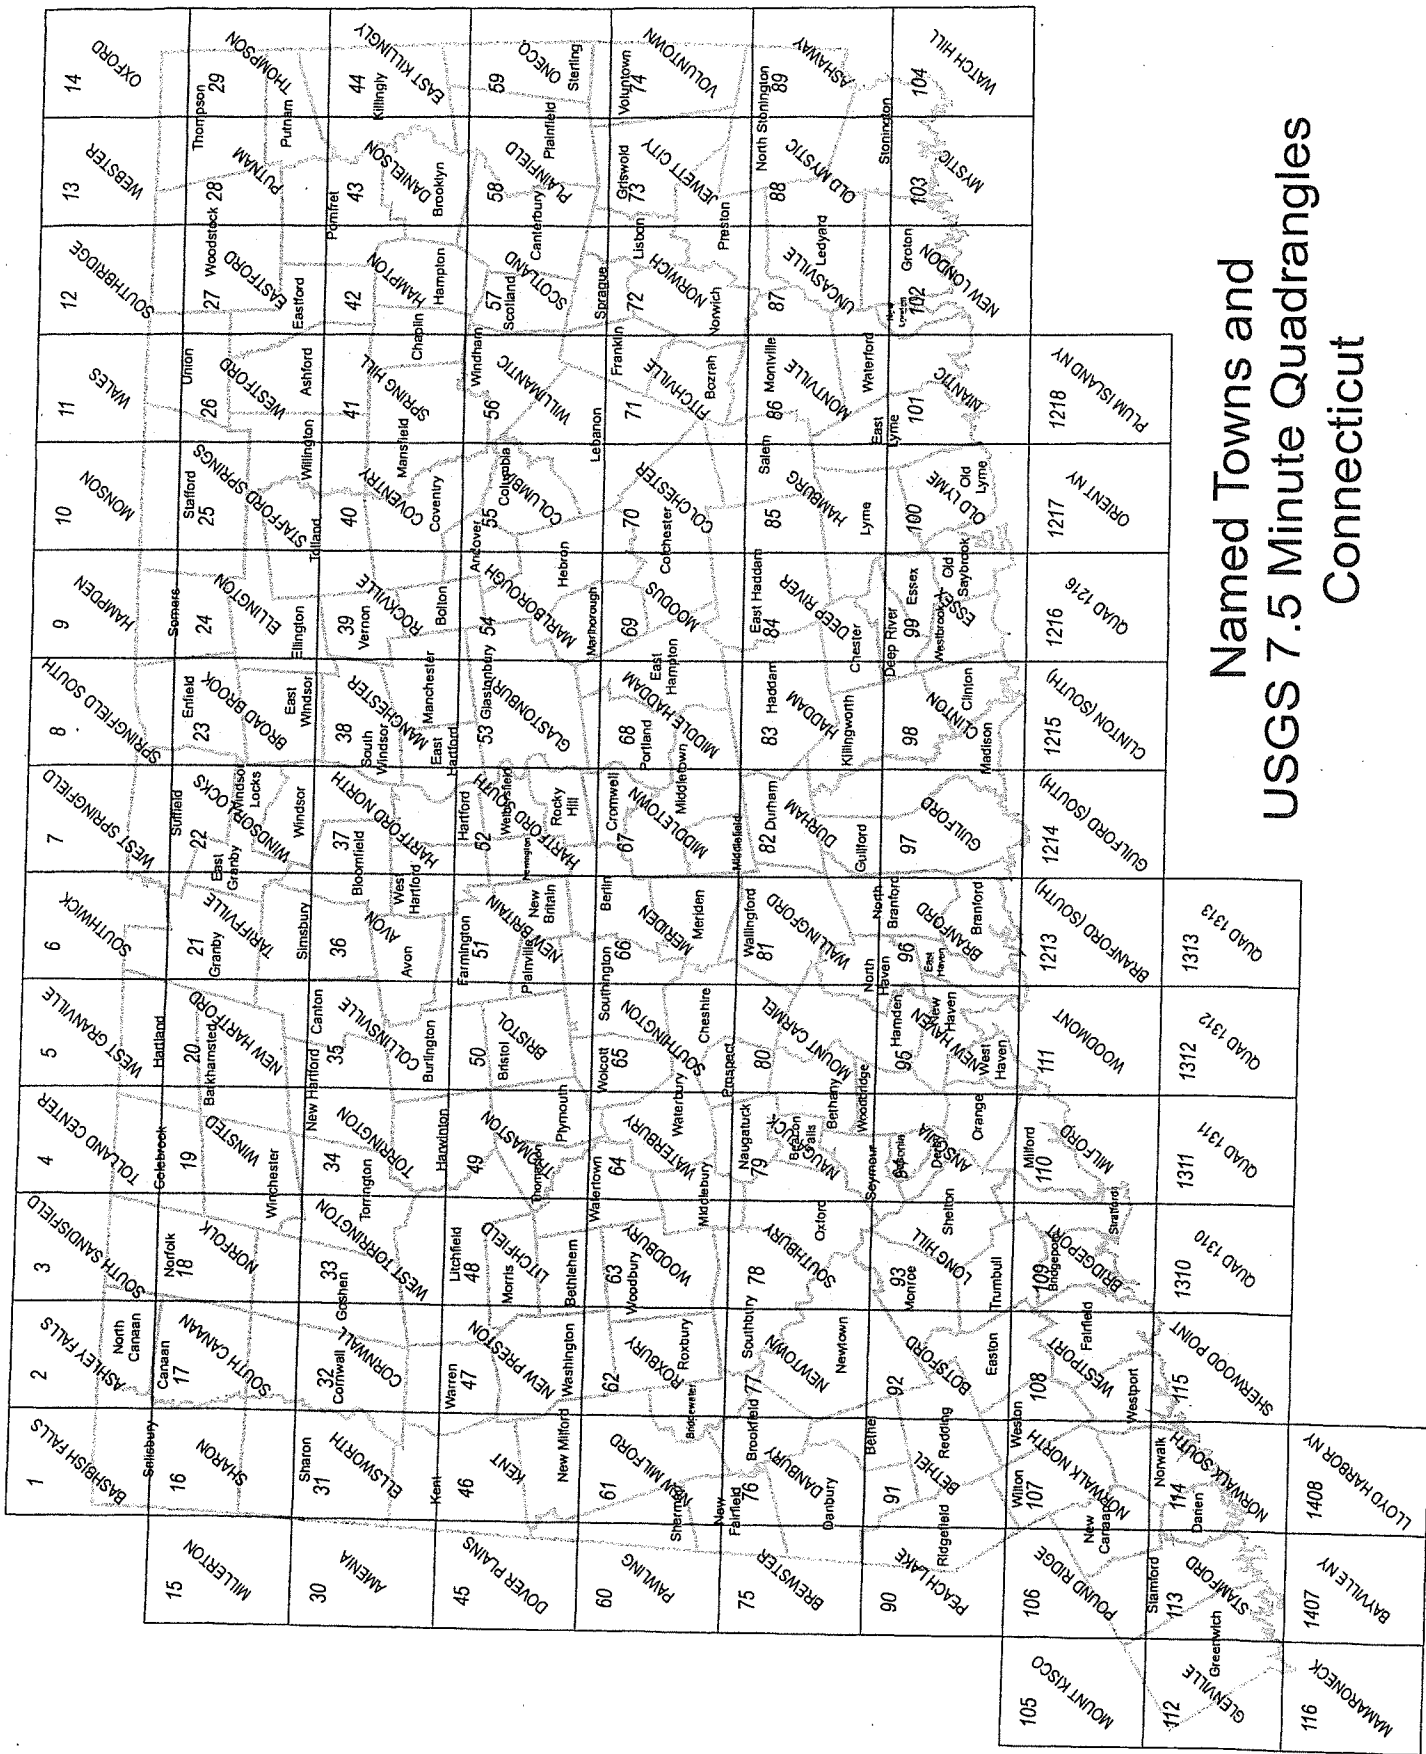 Named Towns and
USGS 7.5 Minute Quadrangles
Connecticut
1
BASHBISH FALLS
2
ASHLEY FALLS
North
Canaan
3
SOUTH SANDISFIELD
4
TOLLAND CENTER
5
WEST GRANVILLE
6
SOUTHWICK
7
WEST SPRINGFIELD
8
SPRINGFIELD SOUTH
9
HAMPDEN
10
MONSON
11
WALES
12
SOUTHBRIDGE
13
WEBSTER
14
OXFORD
15
MILLERTON
Salisbury
16
SHARON
Canaan
17
SOUTH CANAAN
Norfolk
18
NORFOLK
Colebrook
19
WINSTED
Winchester
Hartland
20
Barkhamsted
NEW HARTFORD
21
Granby
TARIFFVILLE
Simsbury
Suffield
22
East
Granby
WINDSOR LOCKS
Windsor
Locks
Windsor
Enfield
23
BROAD BROOK
East
Windsor
Somers
24
ELLINGTON
Ellington
Stafford
25
STAFFORD SPRINGS
Tolland
Willington
Union
26
WESTFORD
Ashford
Woodstock
27
EASTFORD
Eastford
28
PUTNAM
Pomfret
Thompson
29
THOMPSON
Putnam
30
AMENIA
Sharon
31
ELLSWORTH
Kent
32
Cornwall
CORNWALL
33
Goshen
WEST TORRINGTON
New Hartford
34
Torrington
TORRINGTON
Harwinton
Canton
35
COLLINSVILLE
Burlington
36
AVON
Avon
37
Bloomfield
HARTFORD NORTH
West
Hartford
38
South
Windsor
MANCHESTER
Manchester
East
Hartford
39
Vernon
ROCKVILLE
Bolton
40
COVENTRY
Coventry
Mansfield
41
SPRING HILL
Chaplin
42
HAMPTON
Hampton
43
DANIELSON
Brooklyn
44
Killingly
EAST KILLINGLY
45
DOVER PLAINS
46
KENT
New Milford
Warren
47
NEW PRESTON
Washington
Litchfield
48
Morris
LITCHFIELD
Bethlehem
49
THOMASTON
Thomaston
Plymouth
50
Bristol
BRISTOL
Farmington
51
Plainville
NEW BRITAIN
New
Britain
Hartford
52
Wethersfield
HARTFORD SOUTH
Newington
Rocky
Hill
53
Glastonbury
GLASTONBURY
54
MARLBOROUGH
Marlborough
Hebron
Andover
55
Columbia
COLUMBIA
Windham
56
WILLIMANTIC
Lebanon
57
Scotland
SCOTLAND
Sprague
Canterbury
58
PLAINFIELD
Plainfield
59
ONECO
Sterling
60
PAWLING
61
NEW MILFORD
Sherman
Bridgewater
62
ROXBURY
Roxbury
63
Woodbury
WOODBURY
Watertown
64
WATERBURY
Waterbury
Middlebury
Wolcott
65
SOUTHINGTON
Southington
Cheshire
Prospect
Berlin
66
MERIDEN
Meriden
Cromwell
67
MIDDLETOWN
Middletown
Middlefield
68
Portland
MIDDLE HADDAM
East
Hampton
69
MOODUS
70
Colchester
COLCHESTER
Franklin
71
FITCHVILLE
Bozrah
Lisbon
72
NORWICH
Norwich
Griswold
73
JEWETT CITY
Preston
Voluntown
74
VOLUNTOWN
75
BREWSTER
New
Fairfield
76
Brookfield
DANBURY
Danbury
77
Southbury
NEWTOWN
Newtown
78
SOUTHBURY
Oxford
Naugatuck
79
Beacon
Falls
NAUGATUCK
Bethany
80
MOUNT CARMEL
Woodbridge
Wallingford
81
WALLINGFORD
82
Durham
DURHAM
Guilford
83
Haddam
HADDAM
Killingworth
East Haddam
84
DEEP RIVER
Chester
85
HAMBURG
Lyme
Salem
86
Montville
MONTVILLE
Waterford
87
UNCASVILLE
Ledyard
North Stonington
88
OLD MYSTIC
Stonington
89
ASHAWAY
90
PEACH LAKE
Ridgefield
Bethel
91
BETHEL
Redding
92
BOTSFORD
Easton
93
Monroe
LONG HILL
Trumbull
Shelton
Seymour
94
Ansonia
Derby
ANSONIA
Orange
95
Hamden
NEW HAVEN
New
Haven
West
Haven
North
Haven
96
East
Haven
North
Branford
BRANFORD
Branford
97
GUILFORD
98
CLINTON
Clinton
Madison
Deep River
99
Essex
Westbrook
ESSEX
Old
Saybrook
100
OLD LYME
Old
Lyme
East
Lyme
101
NIANTIC
New
London
102
Groton
NEW LONDON
103
MYSTIC
104
WATCH HILL
105
MOUNT KISCO
106
POUND RIDGE
Wilton
107
NORWALK NORTH
New
Canaan
Weston
108
WESTPORT
Westport
Fairfield
109
Bridgeport
BRIDGEPORT
Stratford
Milford
110
MILFORD
111
WOODMONT
1213
BRANFORD (SOUTH)
1214
GUILFORD (SOUTH)
1215
CLINTON (SOUTH)
1216
QUAD 1216
1217
ORIENT NY
1218
PLUM ISLAND NY
112
GLENVILLE
Greenwich
Stamford
113
STAMFORD
Norwalk
114
Darien
NORWALK SOUTH
115
SHERWOOD POINT
1310
QUAD 1310
1311
QUAD 1311
1312
QUAD 1312
1313
QUAD 1313
116
MAMARONECK
1407
BAYVILLE NY
1408
LLOYD HARBOR NY